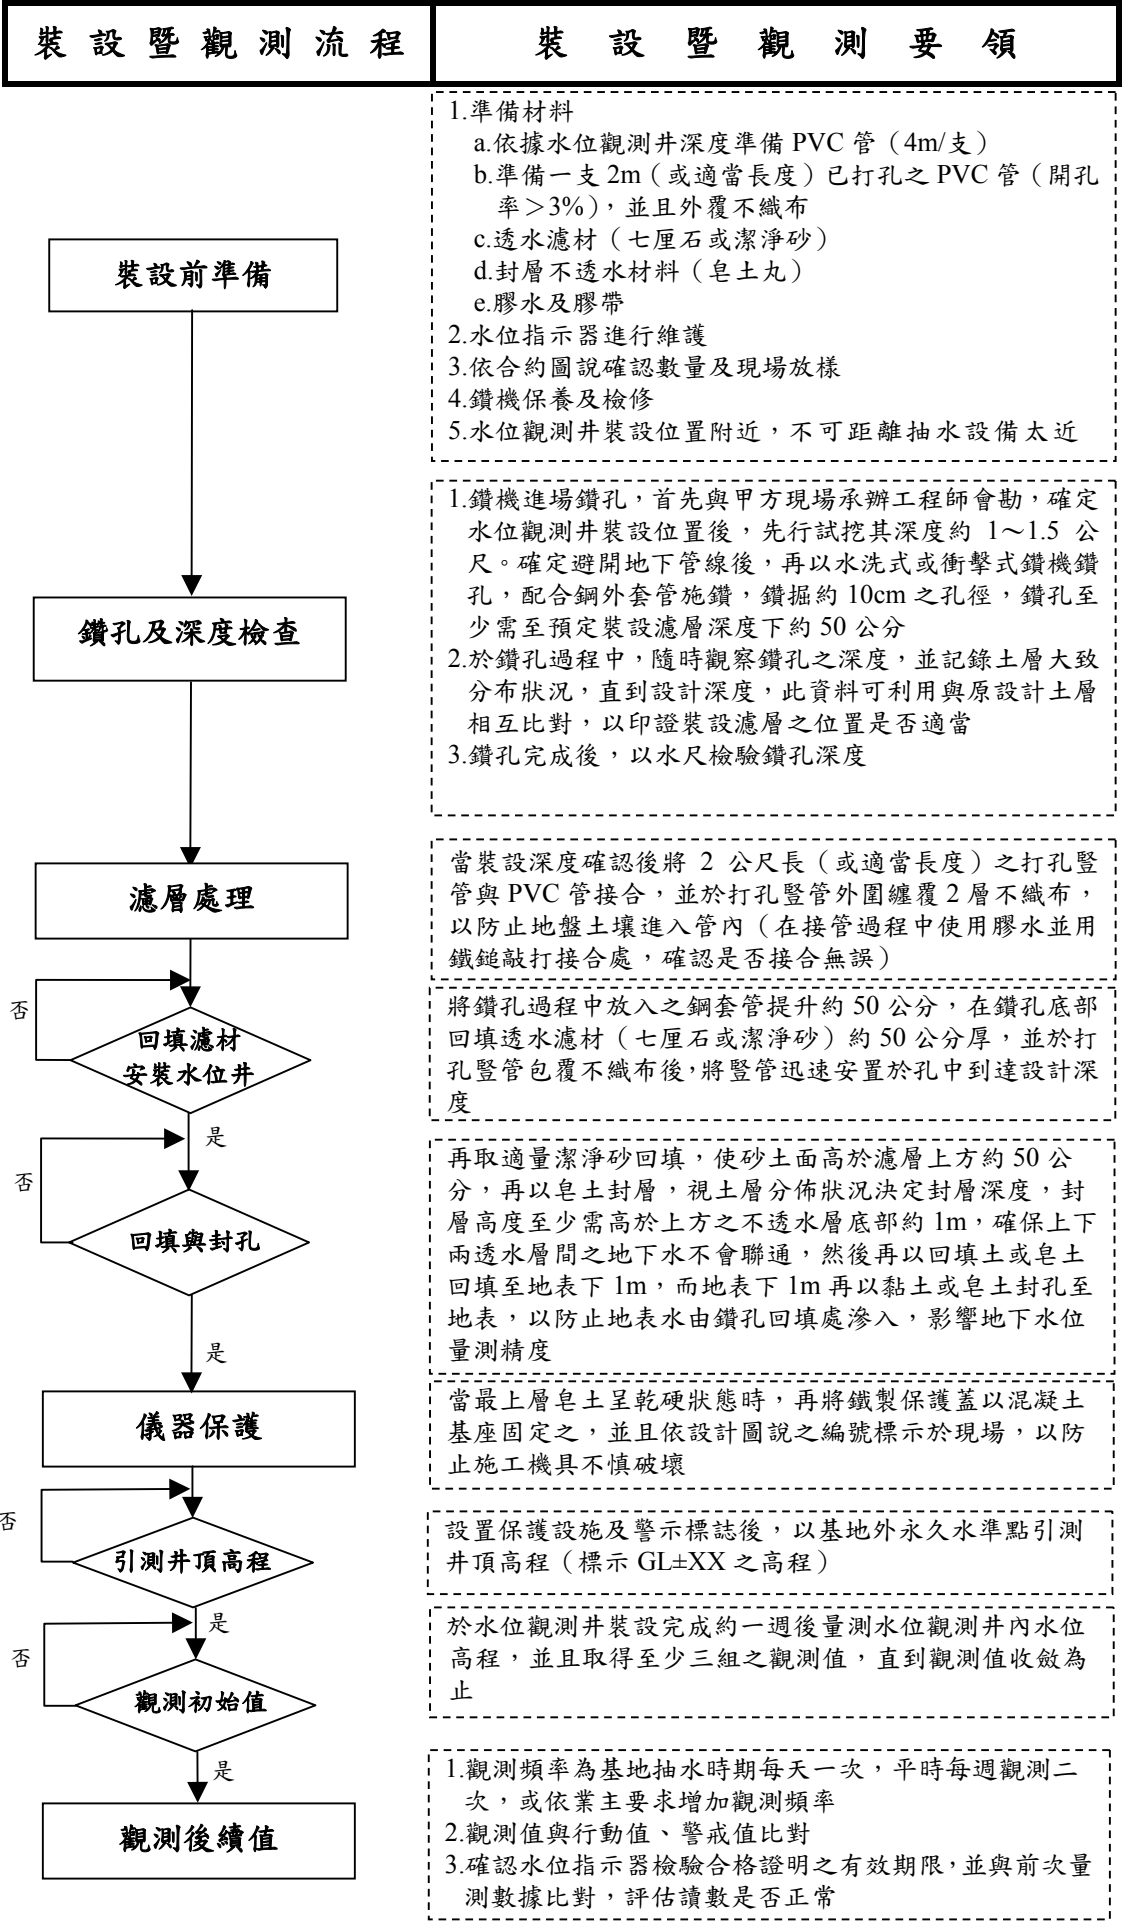 裝設暨觀測流程
裝設暨觀測要領
裝設前準備
1.準備材料
a.依據水位觀測井深度準備 PVC 管（4m/支）
b.準備一支 2m（或適當長度）已打孔之 PVC 管（開孔
率＞3%），並且外覆不織布
c.透水濾材（七厘石或潔淨砂）
d.封層不透水材料（皂土丸）
e.膠水及膠帶
2.水位指示器進行維護
3.依合約圖說確認數量及現場放樣
4.鑽機保養及檢修
5.水位觀測井裝設位置附近，不可距離抽水設備太近
鑽孔及深度檢查
1.鑽機進場鑽孔，首先與甲方現場承辦工程師會勘，確定
水位觀測井裝設位置後，先行試挖其深度約 1～1.5 公
尺。確定避開地下管線後，再以水洗式或衝擊式鑽機鑽
孔，配合鋼外套管施鑽，鑽掘約 10cm 之孔徑，鑽孔至
少需至預定裝設濾層深度下約 50 公分
2.於鑽孔過程中，隨時觀察鑽孔之深度，並記錄土層大致
分布狀況，直到設計深度，此資料可利用與原設計土層
相互比對，以印證裝設濾層之位置是否適當
3.鑽孔完成後，以水尺檢驗鑽孔深度
濾層處理
當裝設深度確認後將 2 公尺長（或適當長度）之打孔豎
管與 PVC 管接合，並於打孔豎管外圍纏覆 2 層不織布，
以防止地盤土壤進入管內（在接管過程中使用膠水並用
鐵鎚敲打接合處，確認是否接合無誤）
否
回填濾材
安裝水位井
是
將鑽孔過程中放入之鋼套管提升約 50 公分，在鑽孔底部
回填透水濾材（七厘石或潔淨砂）約 50 公分厚，並於打
孔豎管包覆不織布後，將豎管迅速安置於孔中到達設計深
度
否
回填與封孔
是
再取適量潔淨砂回填，使砂土面高於濾層上方約 50 公
分，再以皂土封層，視土層分佈狀況決定封層深度，封
層高度至少需高於上方之不透水層底部約 1m，確保上下
兩透水層間之地下水不會聯通，然後再以回填土或皂土
回填至地表下 1m，而地表下 1m 再以黏土或皂土封孔至
地表，以防止地表水由鑽孔回填處滲入，影響地下水位
量測精度
儀器保護
當最上層皂土呈乾硬狀態時，再將鐵製保護蓋以混凝土
基座固定之，並且依設計圖說之編號標示於現場，以防
止施工機具不慎破壞
否
引測井頂高程
是
設置保護設施及警示標誌後，以基地外永久水準點引測
井頂高程（標示 GL±XX 之高程）
否
觀測初始值
是
於水位觀測井裝設完成約一週後量測水位觀測井內水位
高程，並且取得至少三組之觀測值，直到觀測值收斂為
止
觀測後續值
1.觀測頻率為基地抽水時期每天一次，平時每週觀測二
次，或依業主要求增加觀測頻率
2.觀測值與行動值、警戒值比對
3.確認水位指示器檢驗合格證明之有效期限，並與前次量
測數據比對，評估讀數是否正常